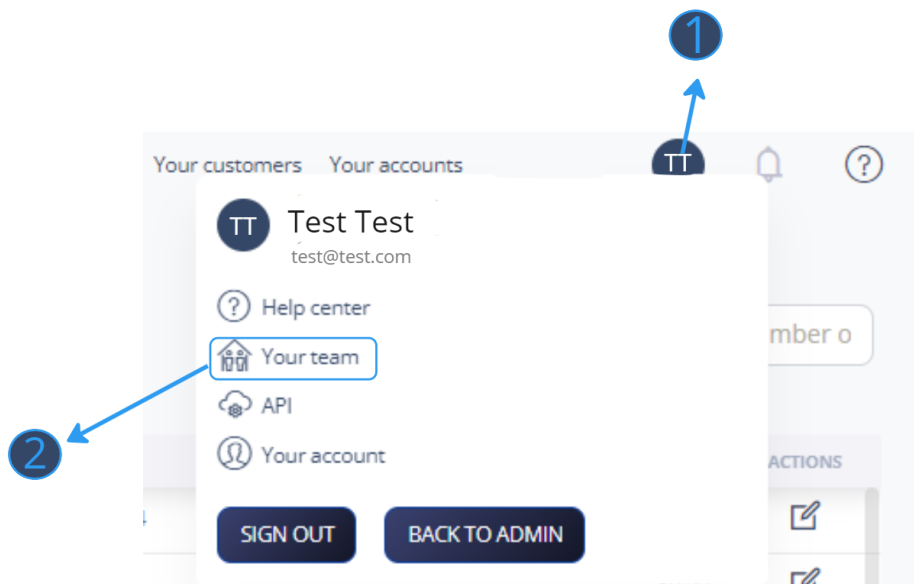 1
Your customers Your accounts TT ?
TT Test Test
test@test.com
? Help center
mber o
Your team
API
2
Your account
ACTIONS
SIGN OUT BACK TO ADMIN